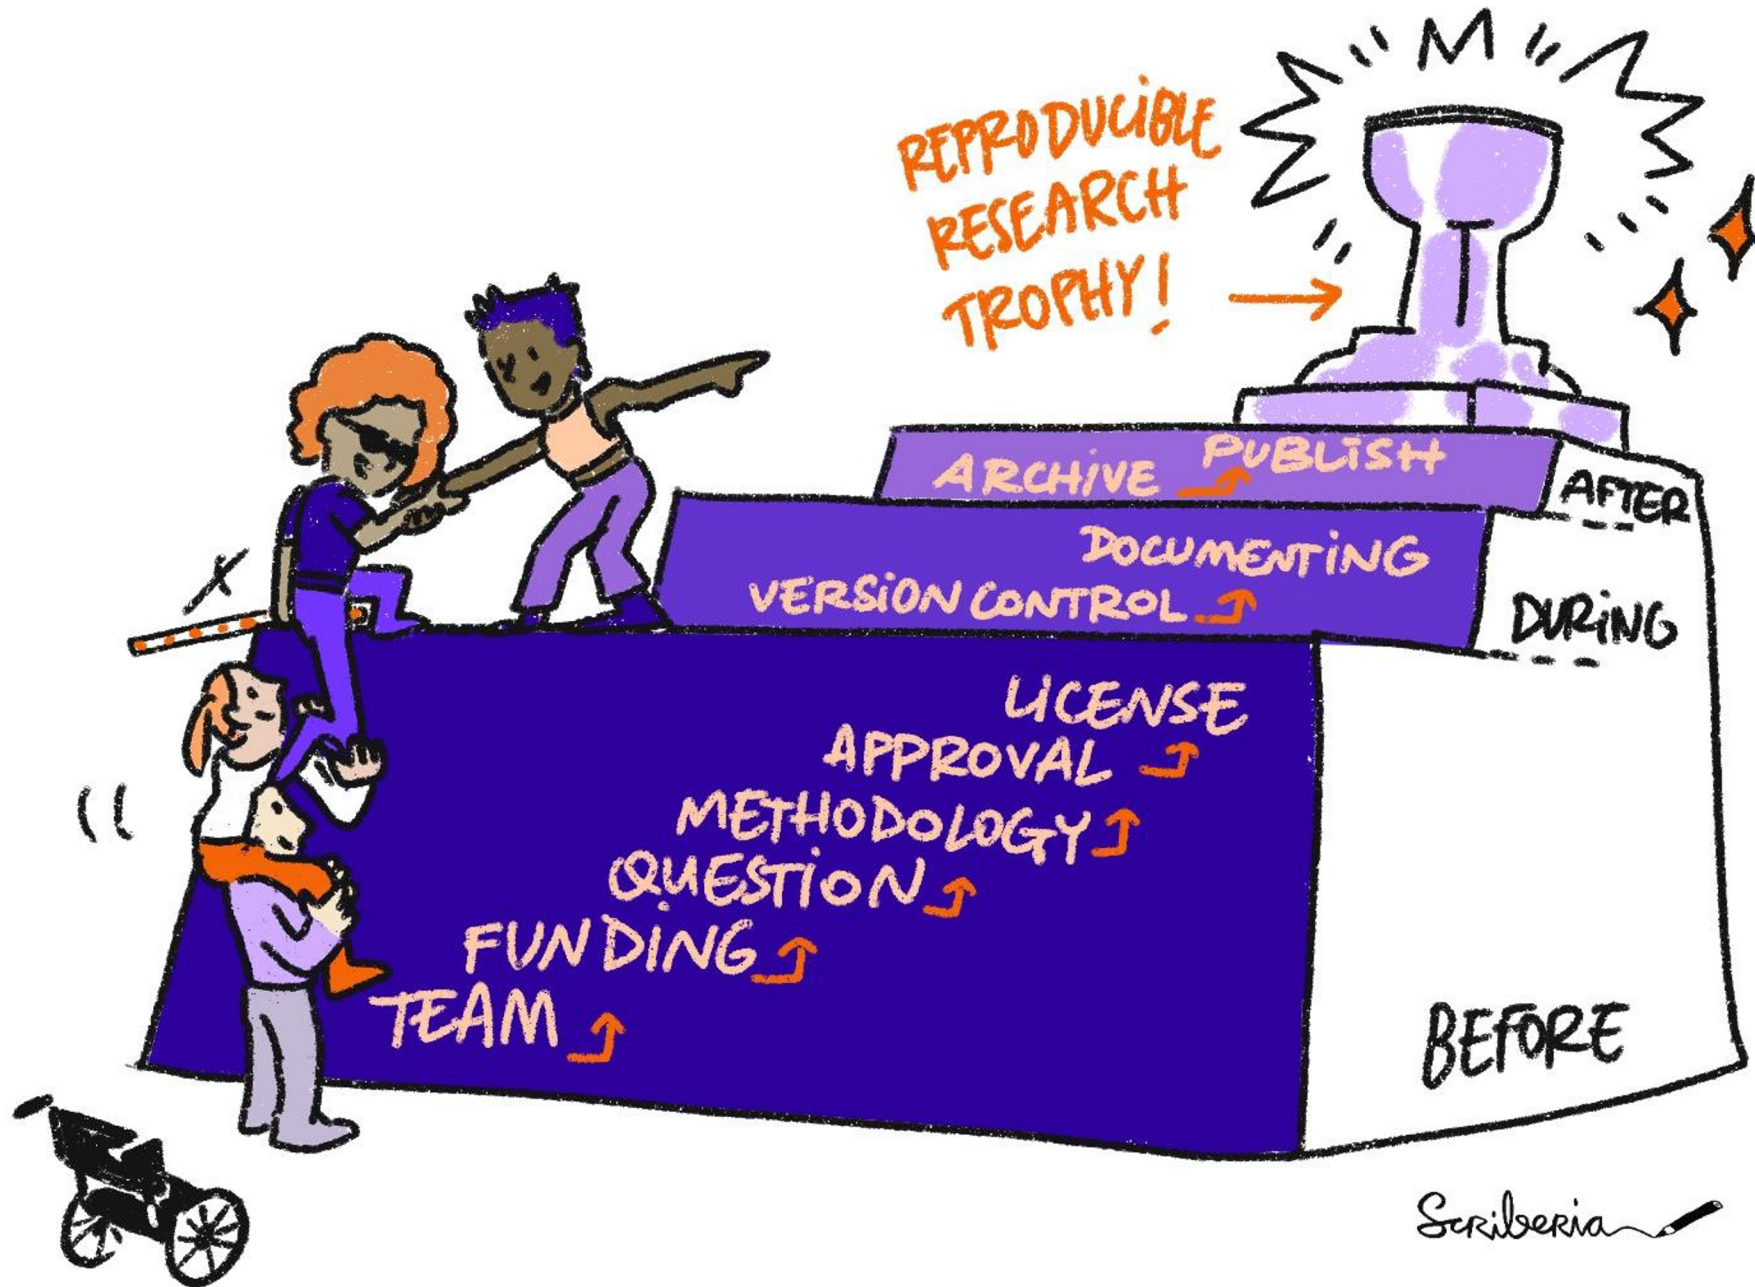 REPRODUCIBLE
RESEARCH
TROPHY!
ARCHIVE PUBLISH
AFTER
DOCUMENTING
VERSION CONTROL
DURING
LICENSE
APPROVAL
METHODOLOGY
QUESTION
FUNDING
TEAM
BEFORE
Scriberia